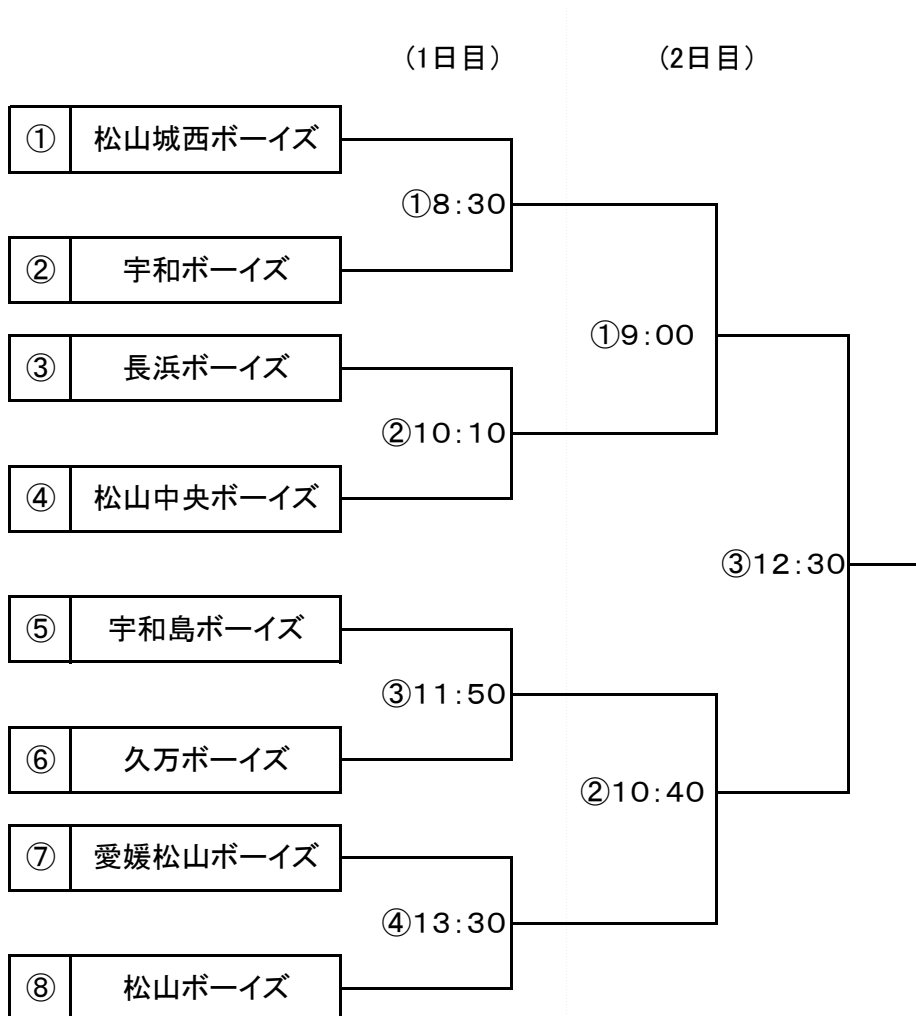 (1日目) (2日目)
① 松山城西ボーイズ
①8:30
② 宇和ボーイズ
①9:00
③ 長浜ボーイズ
②10:10
④ 松山中央ボーイズ
③12:30
⑤ 宇和島ボーイズ
③11:50
⑥ 久万ボーイズ
②10:40
⑦ 愛媛松山ボーイズ
④13:30
⑧ 松山ボーイズ